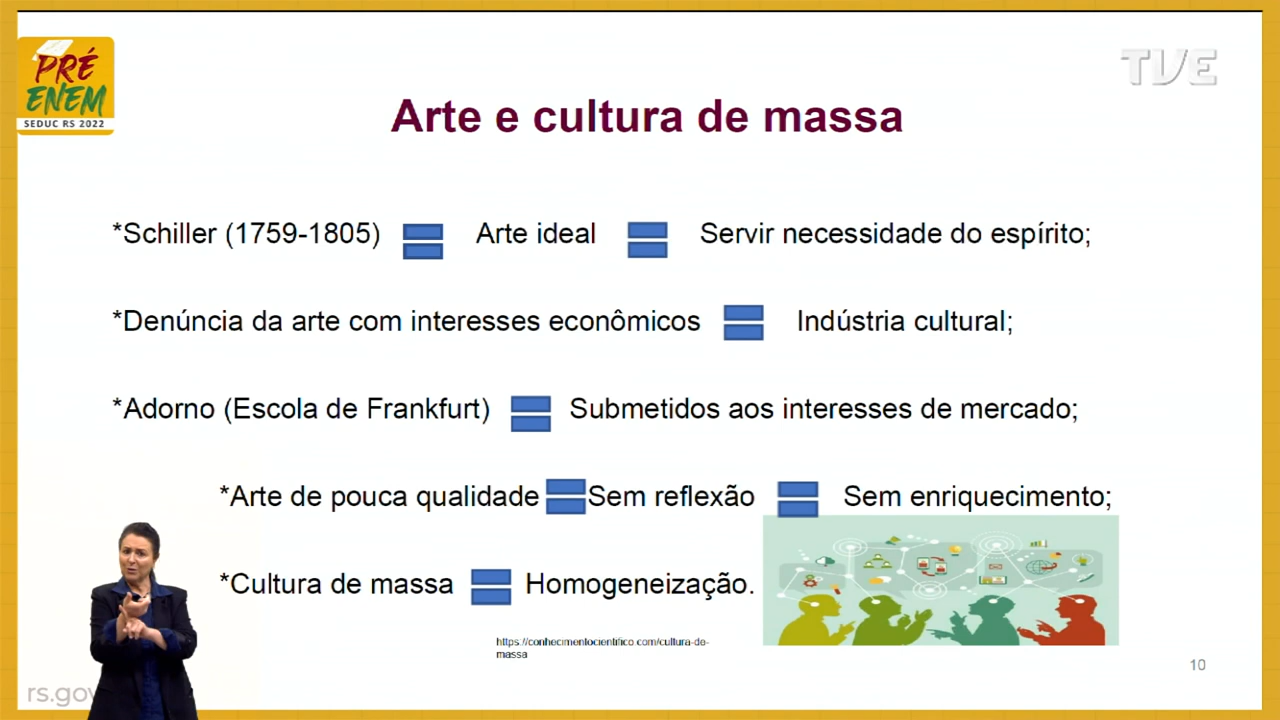 PRÉ
ENEM
SEDUC RS 2022
TVE
Arte e cultura de massa
*Schiller (1759-1805) = Arte ideal = Servir necessidade do espírito;
*Denúncia da arte com interesses econômicos = Indústria cultural;
*Adorno (Escola de Frankfurt) = Submetidos aos interesses de mercado;
*Arte de pouca qualidade = Sem reflexão = Sem enriquecimento;
*Cultura de massa = Homogeneização.
https://conhecimentocientifico.com/cultura-de-
massa
10
rs.gov